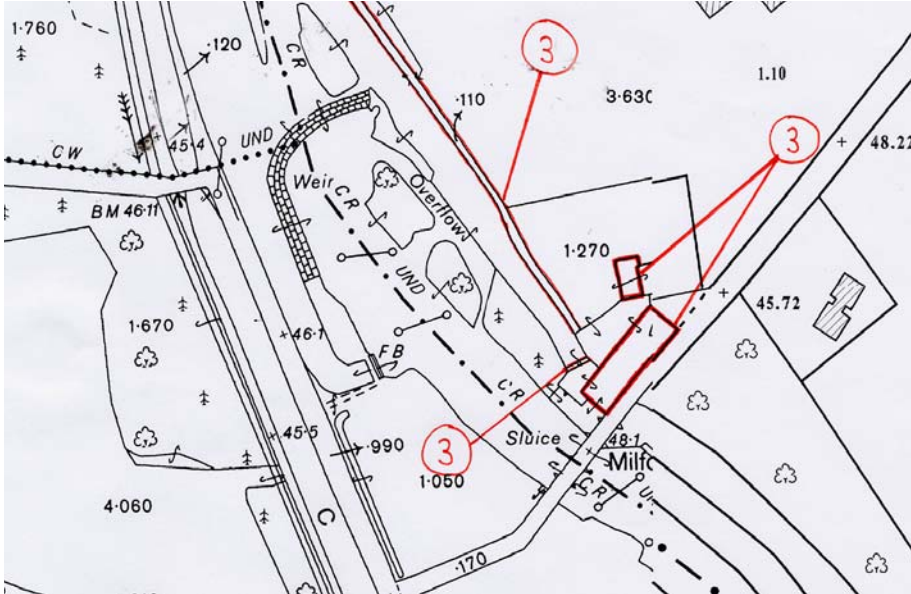 1·760
·120
C R
3
1.10
·110
3·630
3
48.22
45·4
UND
C W
Weir
C R
Overflow
BM 46·11
1·270
UND
45.72
1·670
46·1
F B
C R
3
48·1
Sluice
45·5
·990
Milfo
1·050
C R
Un
4·060
C
·170